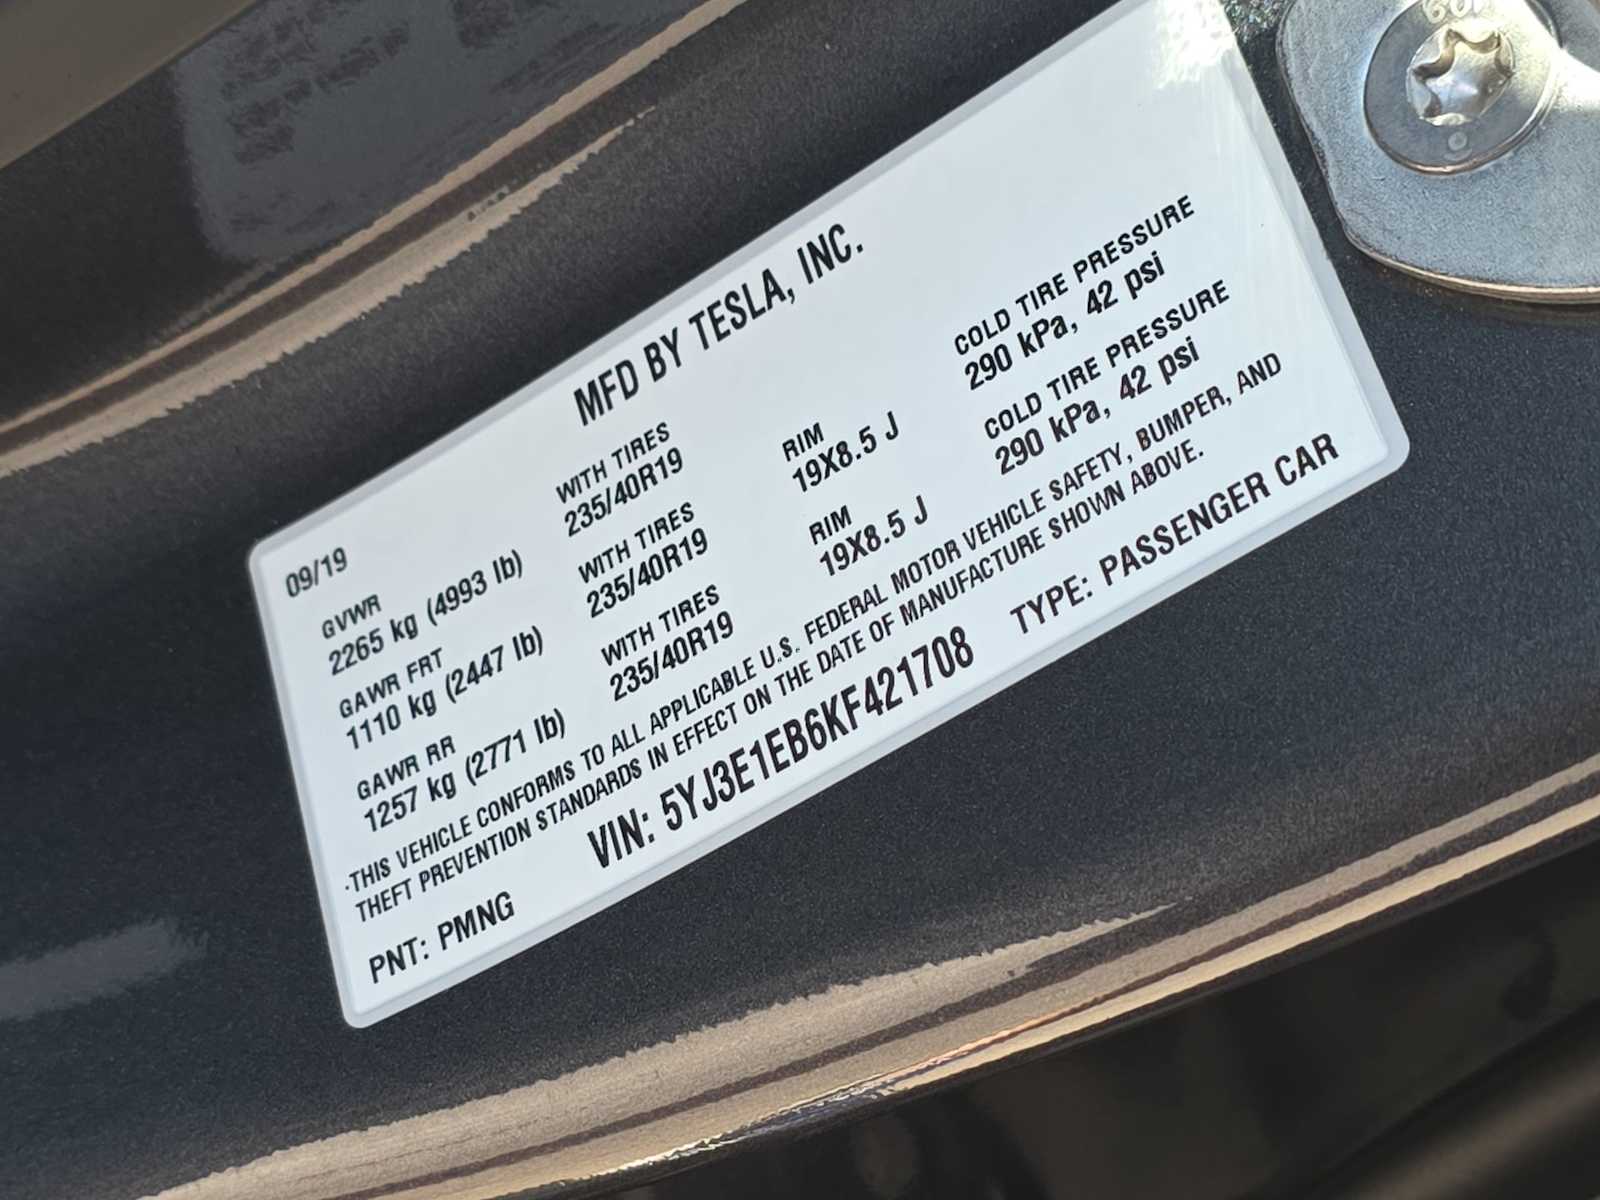 MFD BY TESLA, INC.
09/19
GVWR WITH TIRES RIM COLD TIRE PRESSURE
2265 kg (4993 lb) 235/40R19 19X8.5 J 290 kPa, 42 psi
GAWR FRT WITH TIRES RIM COLD TIRE PRESSURE
1110 kg (2447 lb) 235/40R19 19X8.5 J 290 kPa, 42 psi
GAWR RR WITH TIRES
1257 kg (2771 lb) 235/40R19
THIS VEHICLE CONFORMS TO ALL APPLICABLE U.S. FEDERAL MOTOR VEHICLE SAFETY, BUMPER, AND
THEFT PREVENTION STANDARDS IN EFFECT ON THE DATE OF MANUFACTURE SHOWN ABOVE.
PNT: PMNG VIN: 5YJ3E1EB6KF421708 TYPE: PASSENGER CAR